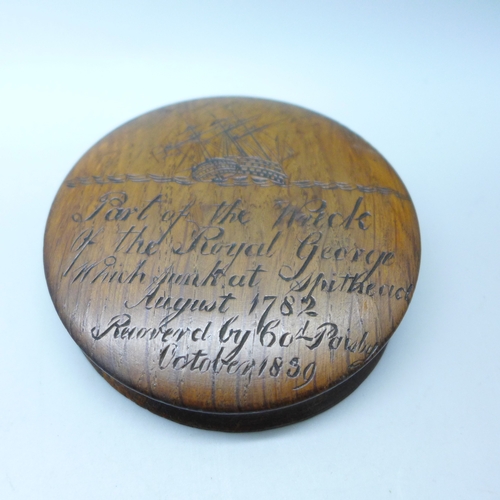 Part of the Wreck
Of the Royal George
Which sunk at Spithead
August 1782
Recover'd by Col Pasley
October 1839